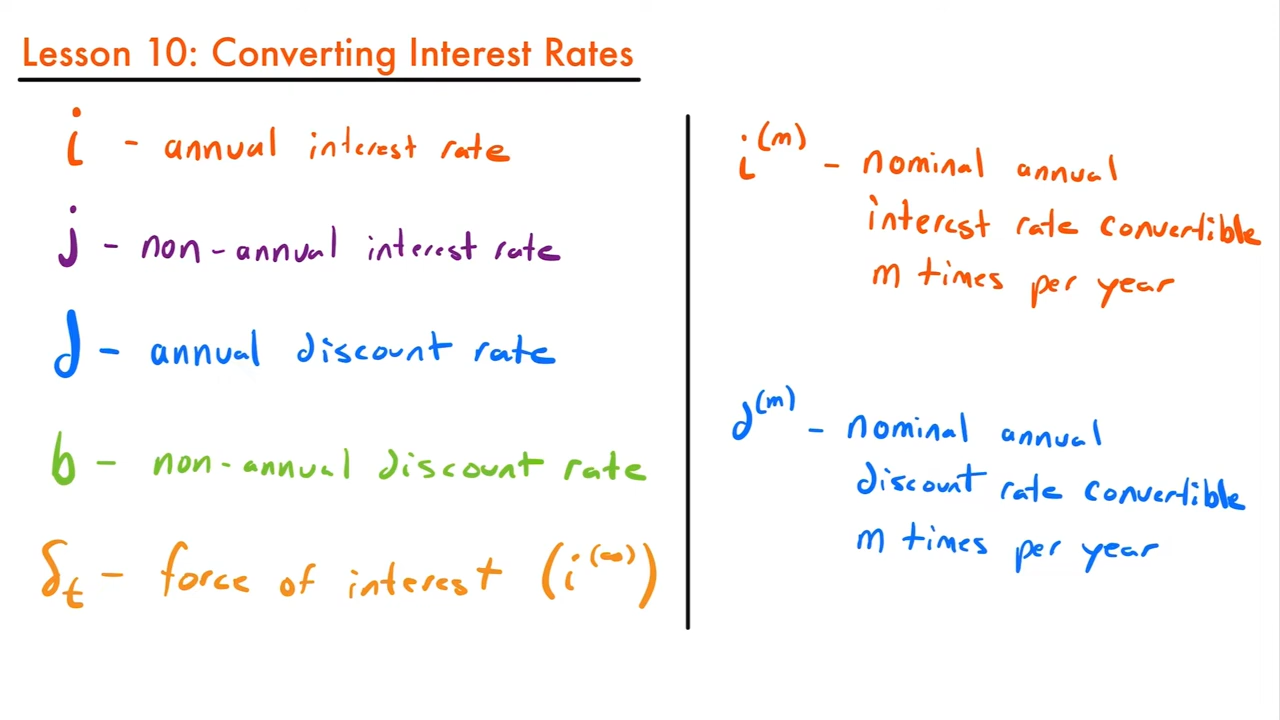 Lesson 10: Converting Interest Rates
i - annual interest rate
j - non-annual interest rate
d - annual discount rate
b - non-annual discount rate
δₜ - force of interest (i^(∞))
i^(m) - nominal annual
interest rate convertible
m times per year
d^(m) - nominal annual
discount rate convertible
m times per year